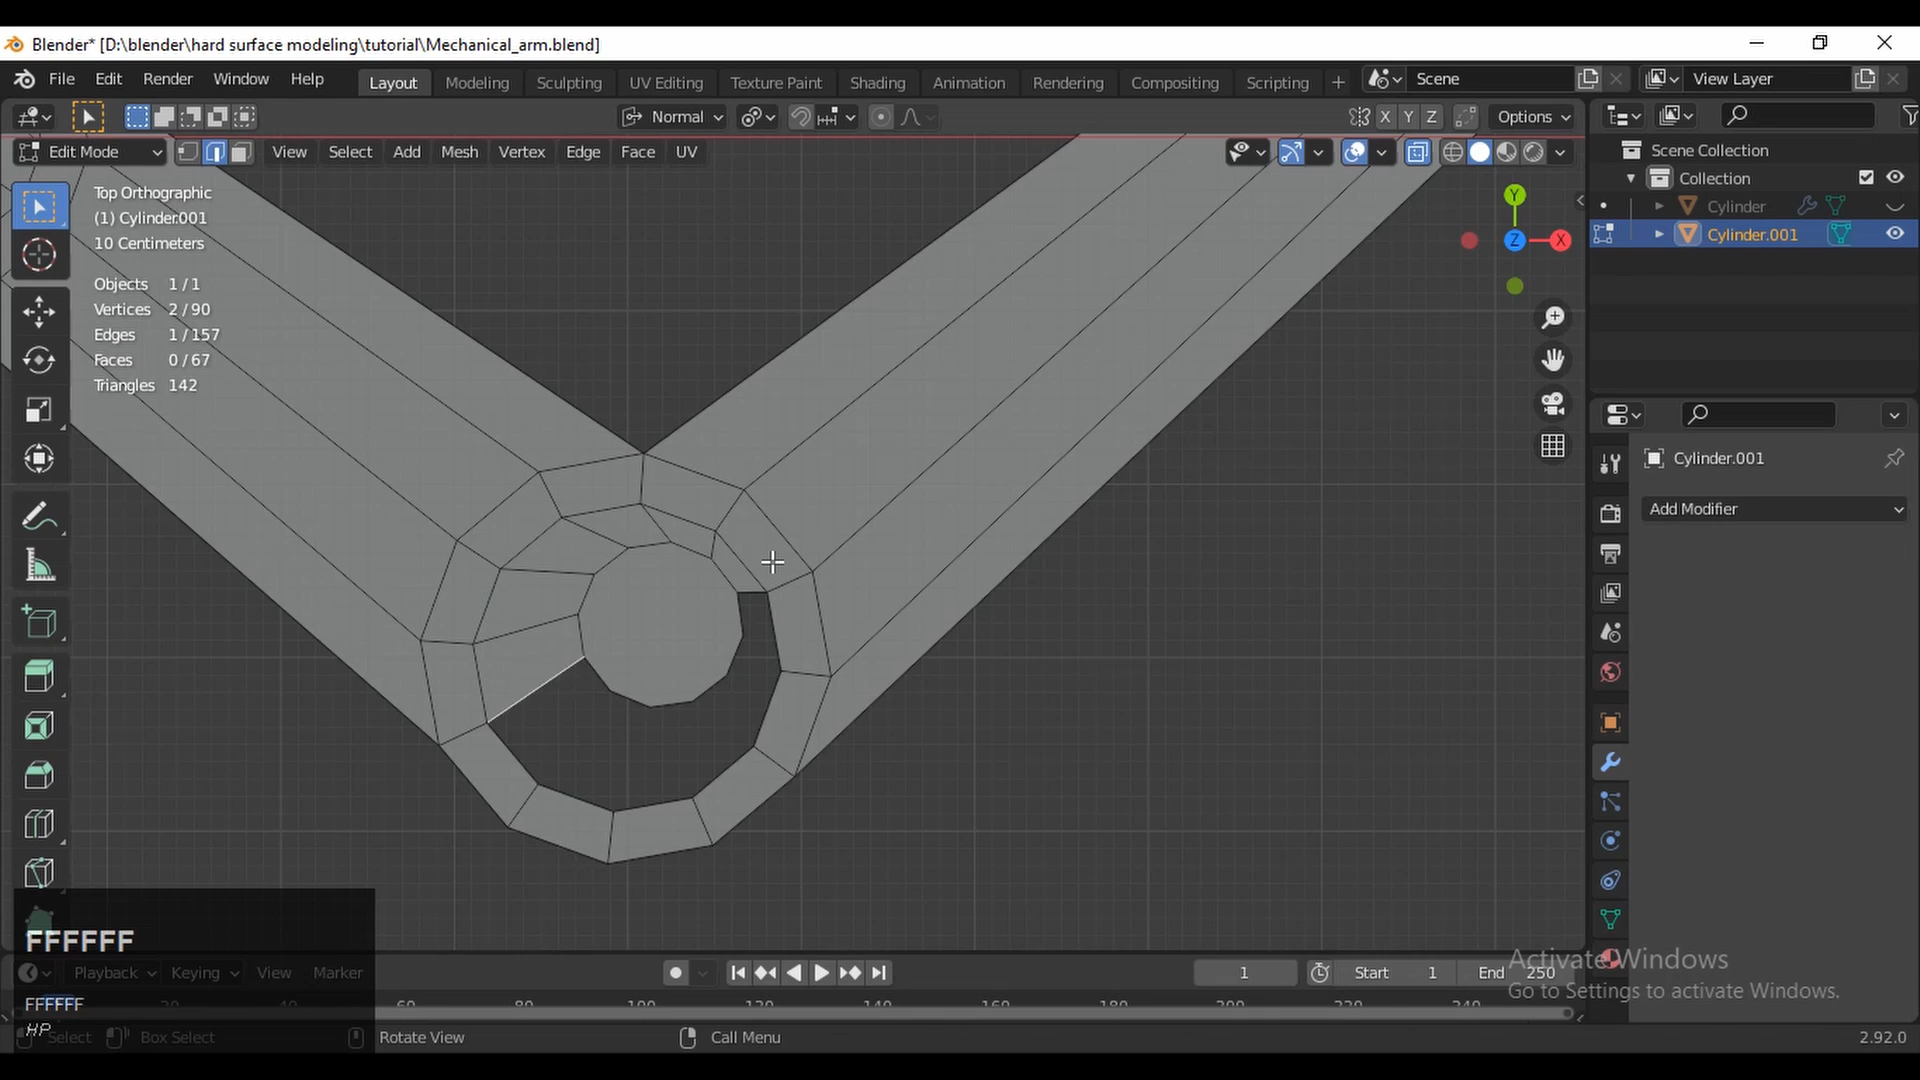 Blender* [D:\blender\hard surface modeling\tutorial\Mechanical_arm.blend]
File Edit Render Window Help Layout Modeling Sculpting UV Editing Texture Paint Shading Animation Rendering Compositing Scripting + Scene View Layer
Normal X Y Z Options
Edit Mode View Select Add Mesh Vertex Edge Face UV
Scene Collection
Collection
Cylinder
Cylinder.001
Top Orthographic
(1) Cylinder.001
10 Centimeters
Objects 1 / 1
Vertices 2 / 90
Edges 1 / 157
Faces 0 / 67
Triangles 142
Y
Z X
Cylinder.001
Add Modifier
FFFFFF
Playback Keying View Marker 1 Start 1 End 250
Activate Windows
Go to Settings to activate Windows.
FFFFFF
Select Box Select Rotate View Call Menu 2.92.0